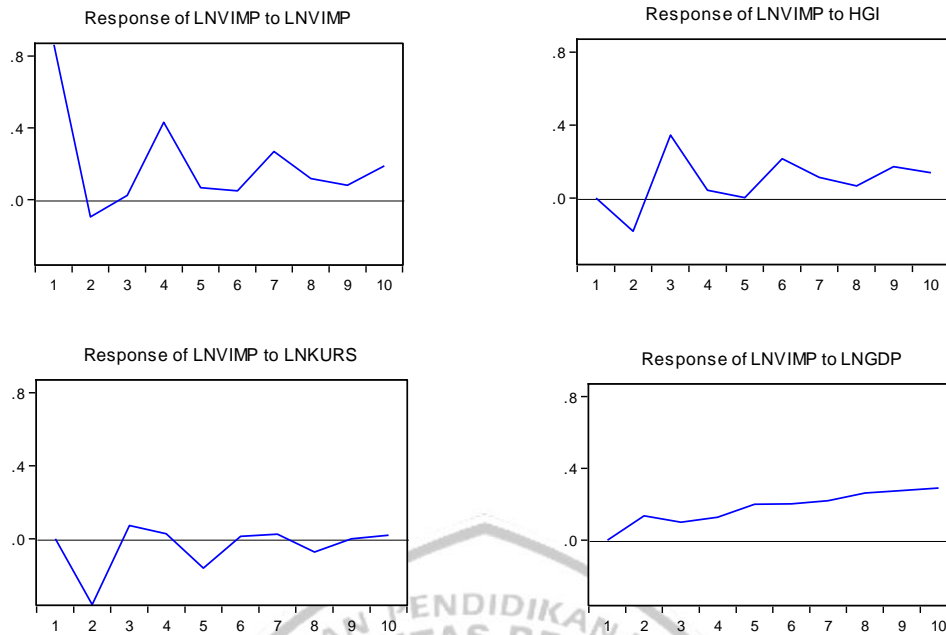 Response of LNVIMP to LNVIMP
.8
.4
.0
1 2 3 4 5 6 7 8 9 10
Response of LNVIMP to HGI
.8
.4
.0
1 2 3 4 5 6 7 8 9 10
Response of LNVIMP to LNKURS
.8
.4
.0
1 2 3 4 5 6 7 8 9 10
Response of LNVIMP to LNGDP
.8
.4
.0
1 2 3 4 5 6 7 8 9 10
PENDIDIKAN